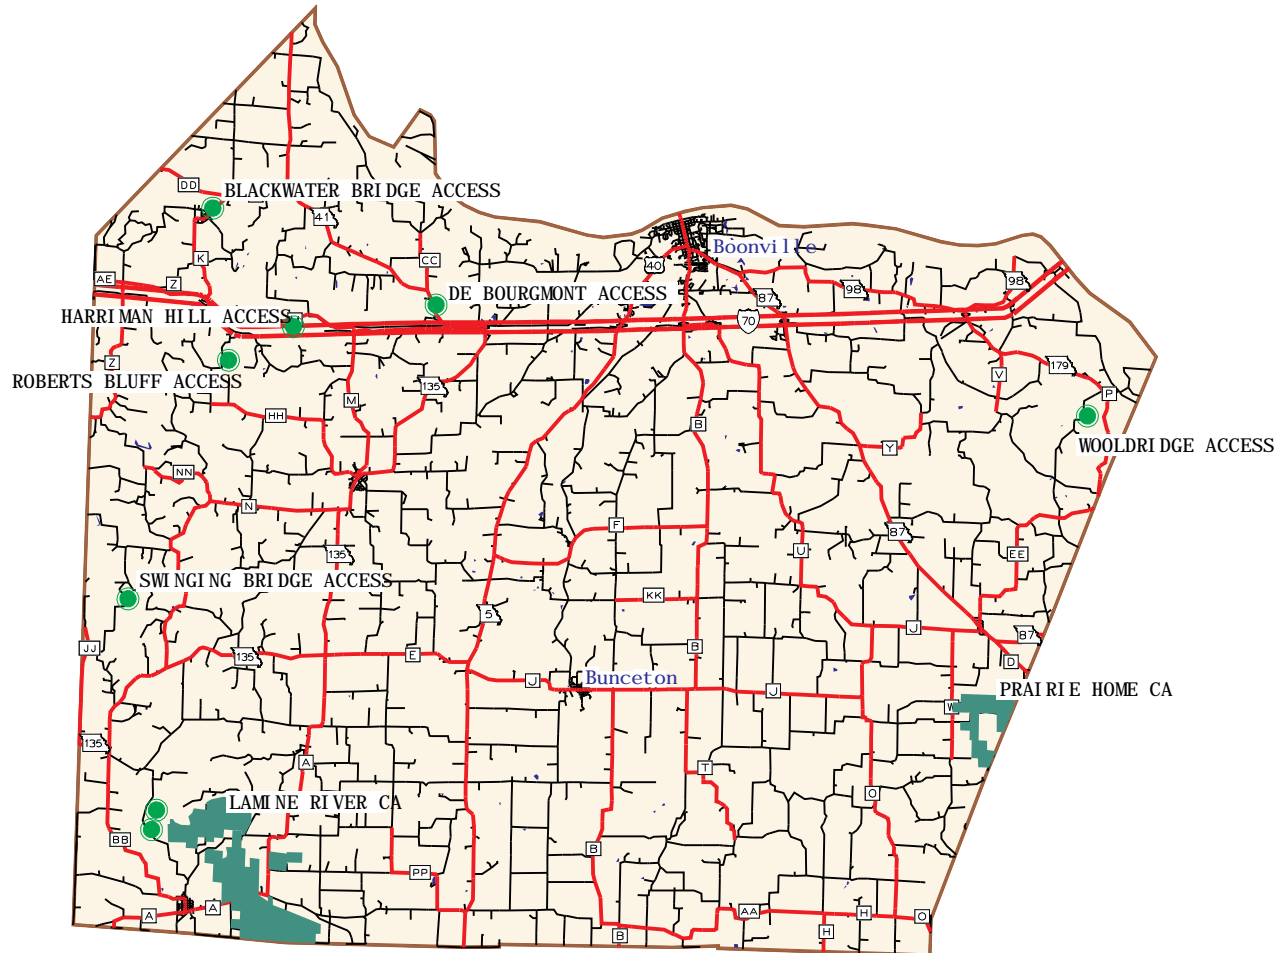 DD
BLACKWATER BRIDGE ACCESS
41
Boonville
K
CC
40
AE
Z
98
98
87
DE BOURGMONT ACCESS
HARRIMAN HILL ACCESS
70
Z
179
V
ROBERTS BLUFF ACCESS
135
P
M
HH
B
Y
WOOLDRIDGE ACCESS
NN
N
F
87
135
U
EE
SWINGING BRIDGE ACCESS
KK
5
J
87
JJ
135
E
B
D
J
Bunceton
J
PRAIRIE HOME CA
W
135
A
T
O
LAMINE RIVER CA
BB
B
PP
A
A
AA
H
O
B
H